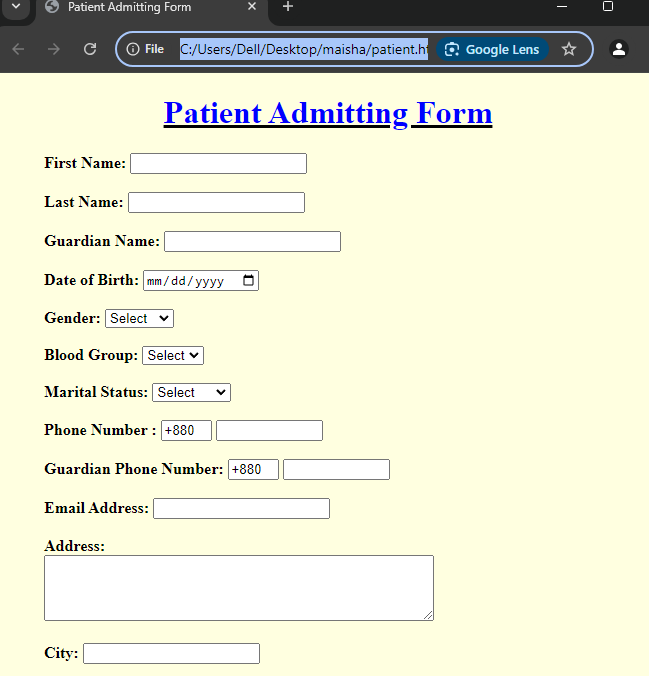 Patient Admitting Form
File C:/Users/Dell/Desktop/maisha/patient.ht Google Lens
Patient Admitting Form
First Name:
Last Name:
Guardian Name:
Date of Birth: mm/dd/yyyy
Gender: Select
Blood Group: Select
Marital Status: Select
Phone Number : +880
Guardian Phone Number: +880
Email Address:
Address:
City: